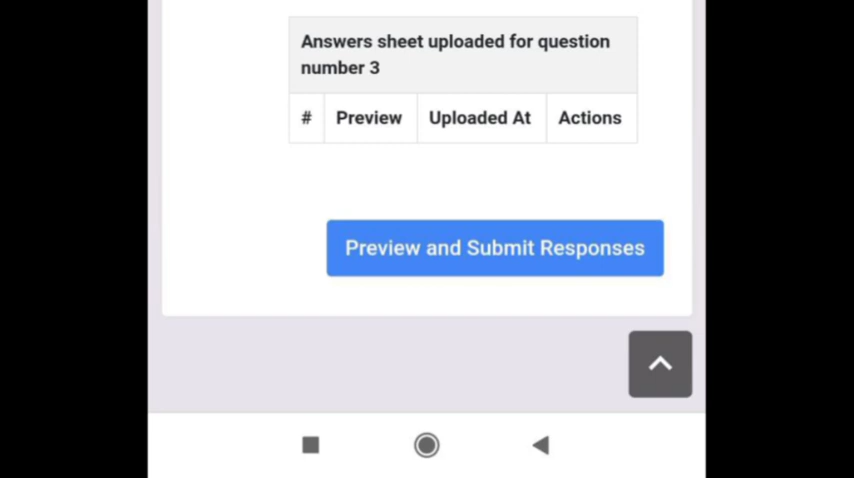 Answers sheet uploaded for question
number 3
# Preview Uploaded At Actions
Preview and Submit Responses